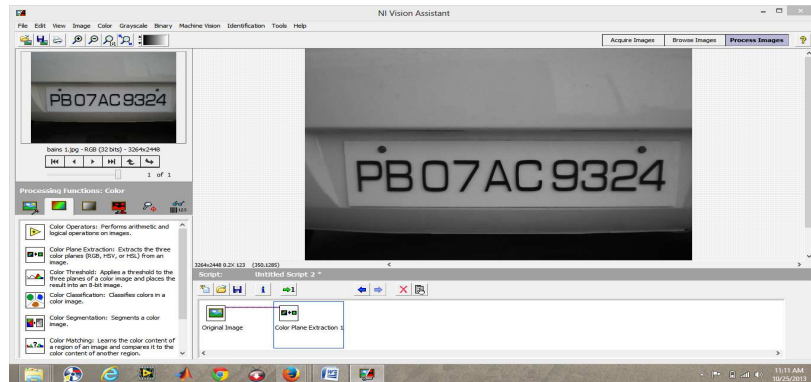 NI Vision Assistant
File Edit View Image Color Grayscale Binary Machine Vision Identification Tools Help
Acquire Images Browse Images Process Images
PB07AC9324
bains 1.jpg - RGB (32 bits) - 3264x2448
1 of 1
Processing Functions: Color
Color Operators: Performs arithmetic and
logical operations on images.
Color Plane Extraction: Extracts the three
color planes (RGB, HSV, or HSL) from an
image.
Color Threshold: Applies a threshold to the
three planes of a color image and places the
result into an 8-bit image.
Color Classification: Classifies colors in a
color image.
Color Segmentation: Segments a color
image.
Color Matching: Learns the color content of
a region of an image and compares it to the
color content of another region.
PB07AC9324
3264x2448 0.2X 123 (350,1285)
Script: Untitled Script 2 *
Original Image Color Plane Extraction 1
11:11 AM
10/25/2013